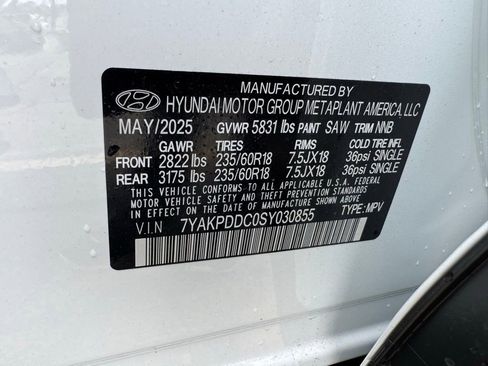 MANUFACTURED BY
HYUNDAI MOTOR GROUP METAPLANT AMERICA, LLC
MAY/2025 GVWR 5831 lbs PAINT SAW TRIM NNB
GAWR TIRES RIMS COLD TIRE INFL
FRONT 2822 lbs 235/60R18 7.5JX18 36psi SINGLE
REAR 3175 lbs 235/60R18 7.5JX18 36psi SINGLE
THIS VEHICLE CONFORMS TO ALL APPLICABLE U.S.A. FEDERAL
MOTOR VEHICLE SAFETY STANDARDS IN EFFECT ON THE
DATE OF MANUFACTURE SHOWN ABOVE.
V.I.N 7YAKPDDC0SY030855 TYPE: MPV